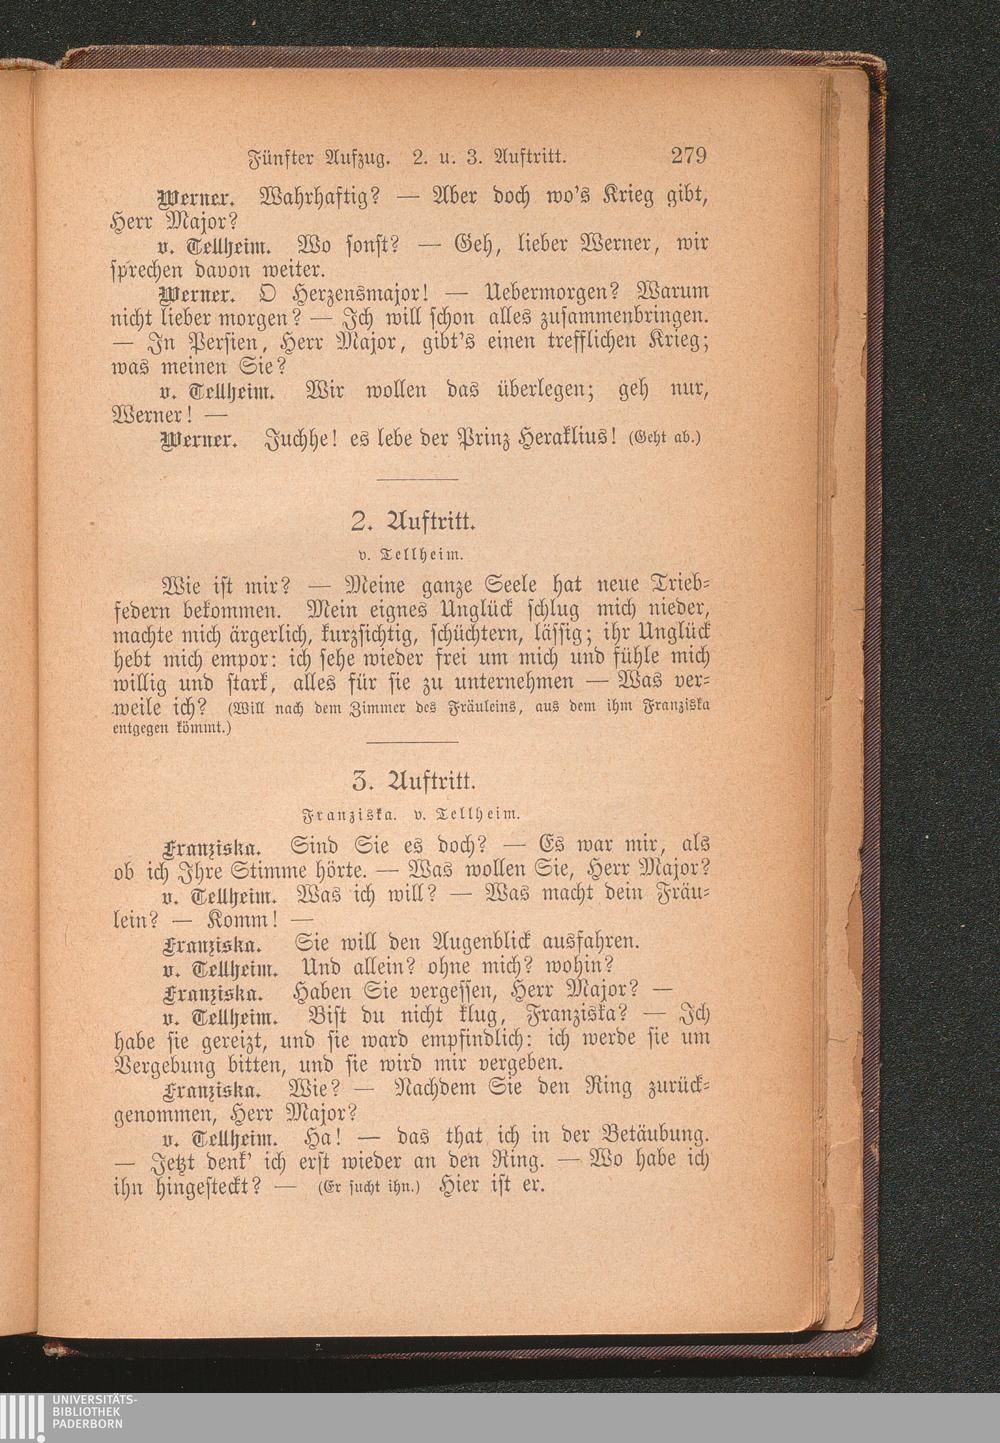 Fünfter Aufzug. 2. u. 3. Auftritt. 279
Werner. Wahrhaftig? — Aber doch wo's Krieg gibt,
Herr Major?
v. Tellheim. Wo sonst? — Geh, lieber Werner, wir
sprechen davon weiter.
Werner. O Herzensmajor! — Uebermorgen? Warum
nicht lieber morgen? — Ich will schon alles zusammenbringen.
— In Persien, Herr Major, gibt's einen trefflichen Krieg;
was meinen Sie?
v. Tellheim. Wir wollen das überlegen; geh nur,
Werner! —
Werner. Juchhe! es lebe der Prinz Heraklius! (Geht ab.)
2. Auftritt.
v. Tellheim.
Wie ist mir? — Meine ganze Seele hat neue Trieb-
federn bekommen. Mein eignes Unglück schlug mich nieder,
machte mich ärgerlich, kurzsichtig, schüchtern, lässig; ihr Unglück
hebt mich empor: ich sehe wieder frei um mich und fühle mich
willig und stark, alles für sie zu unternehmen — Was ver-
weile ich? (Will nach dem Zimmer des Fräuleins, aus dem ihm Franziska
entgegen kömmt.)
3. Auftritt.
Franziska. v. Tellheim.
Franziska. Sind Sie es doch? — Es war mir, als
ob ich Ihre Stimme hörte. — Was wollen Sie, Herr Major?
v. Tellheim. Was ich will? — Was macht dein Fräu-
lein? — Komm! —
Franziska. Sie will den Augenblick ausfahren.
v. Tellheim. Und allein? ohne mich? wohin?
Franziska. Haben Sie vergessen, Herr Major? —
v. Tellheim. Bist du nicht klug, Franziska? — Ich
habe sie gereizt, und sie ward empfindlich: ich werde sie um
Vergebung bitten, und sie wird mir vergeben.
Franziska. Wie? — Nachdem Sie den Ring zurück-
genommen, Herr Major?
v. Tellheim. Ha! — das that ich in der Betäubung.
— Jetzt denk' ich erst wieder an den Ring. — Wo habe ich
ihn hingesteckt? — (Er sucht ihn.) Hier ist er.
UNIVERSITÄTS-
BIBLIOTHEK
PADERBORN